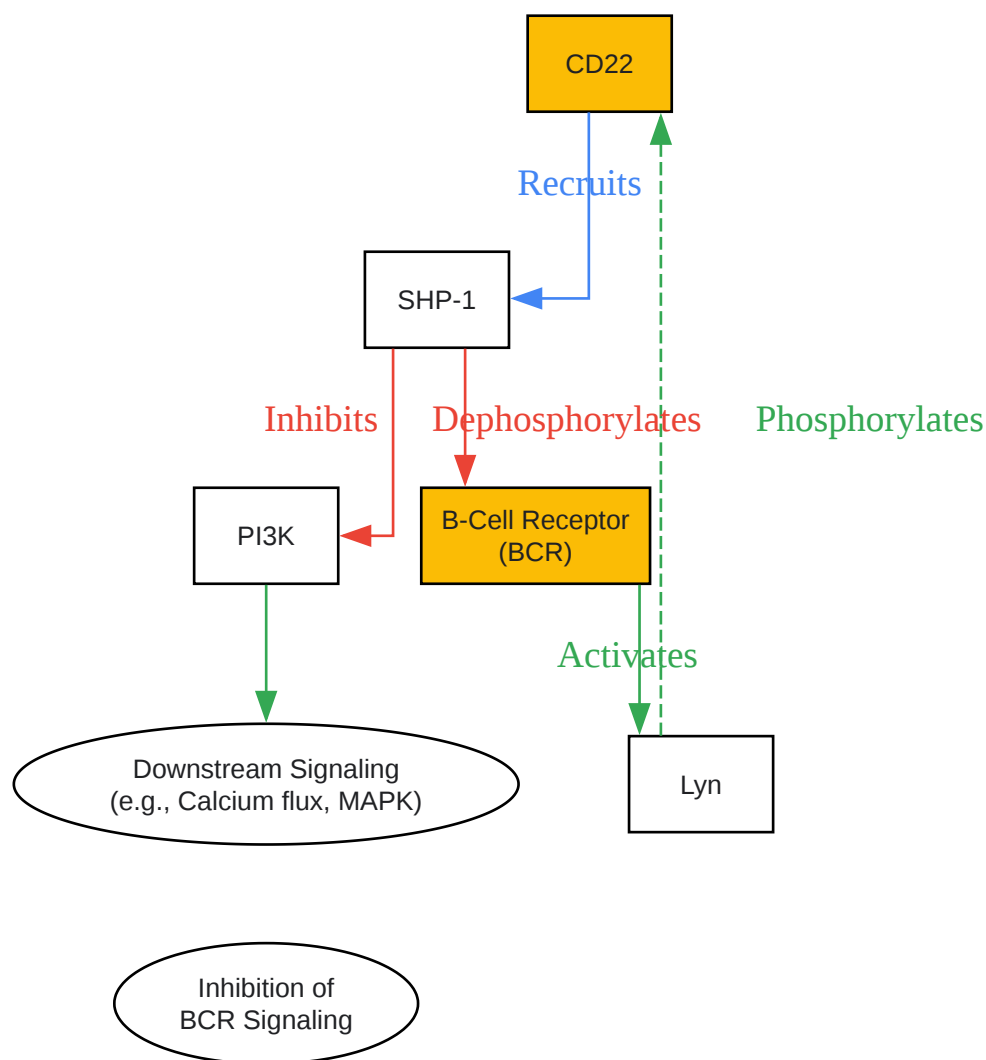 CD22
Recruits
SHP-1
Inhibits
Dephosphorylates
Phosphorylates
PI3K
B-Cell Receptor
(BCR)
Activates
Downstream Signaling
(e.g., Calcium flux, MAPK)
Lyn
Inhibition of
BCR Signaling